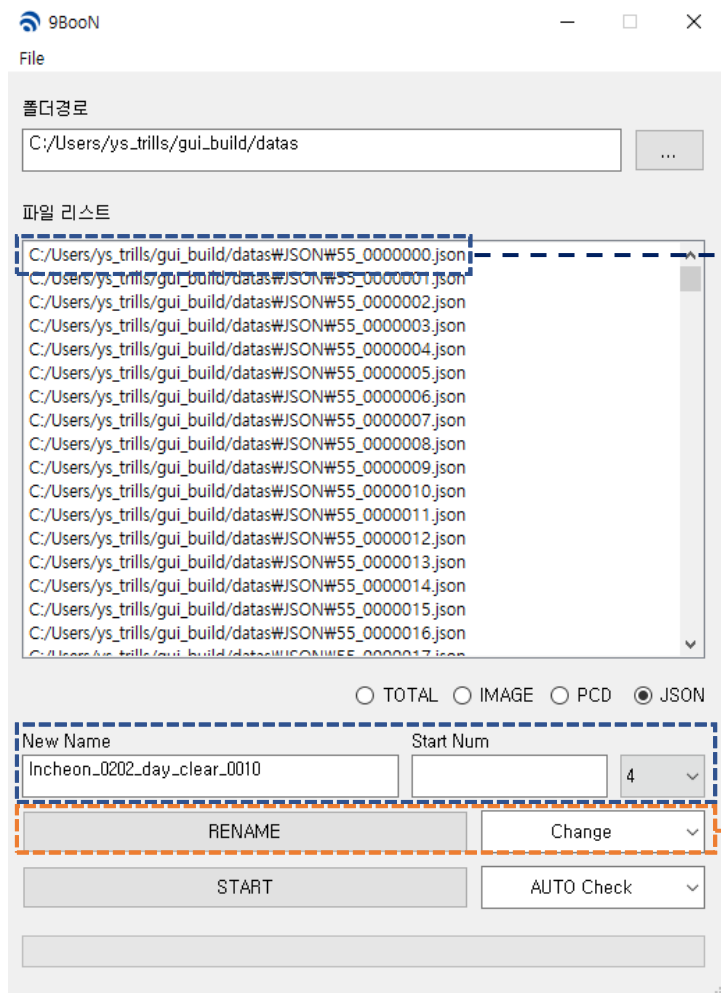 9BooN
File
폴더경로
C:/Users/ys_trills/gui_build/datas
...
파일 리스트
C:/Users/ys_trills/gui_build/datas₩JSON₩55_0000000.json
C:/Users/ys_trills/gui_build/datas₩JSON₩55_0000001.json
C:/Users/ys_trills/gui_build/datas₩JSON₩55_0000002.json
C:/Users/ys_trills/gui_build/datas₩JSON₩55_0000003.json
C:/Users/ys_trills/gui_build/datas₩JSON₩55_0000004.json
C:/Users/ys_trills/gui_build/datas₩JSON₩55_0000005.json
C:/Users/ys_trills/gui_build/datas₩JSON₩55_0000006.json
C:/Users/ys_trills/gui_build/datas₩JSON₩55_0000007.json
C:/Users/ys_trills/gui_build/datas₩JSON₩55_0000008.json
C:/Users/ys_trills/gui_build/datas₩JSON₩55_0000009.json
C:/Users/ys_trills/gui_build/datas₩JSON₩55_0000010.json
C:/Users/ys_trills/gui_build/datas₩JSON₩55_0000011.json
C:/Users/ys_trills/gui_build/datas₩JSON₩55_0000012.json
C:/Users/ys_trills/gui_build/datas₩JSON₩55_0000013.json
C:/Users/ys_trills/gui_build/datas₩JSON₩55_0000014.json
C:/Users/ys_trills/gui_build/datas₩JSON₩55_0000015.json
C:/Users/ys_trills/gui_build/datas₩JSON₩55_0000016.json
C:/Users/ys_trills/gui_build/datas₩JSON₩55_0000017.json
TOTAL IMAGE PCD JSON
New Name Start Num
Incheon_0202_day_clear_0010 4
RENAME Change
START AUTO Check